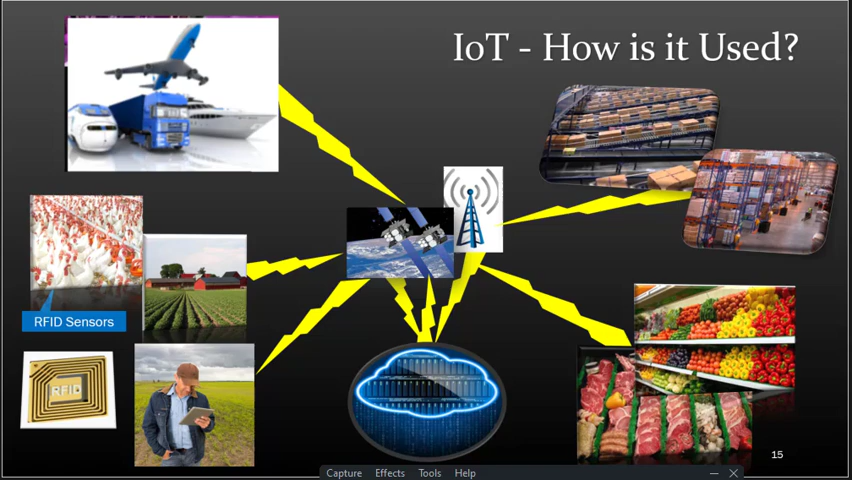 IoT - How is it Used?
RFID Sensors
RFID
15
Capture Effects Tools Help